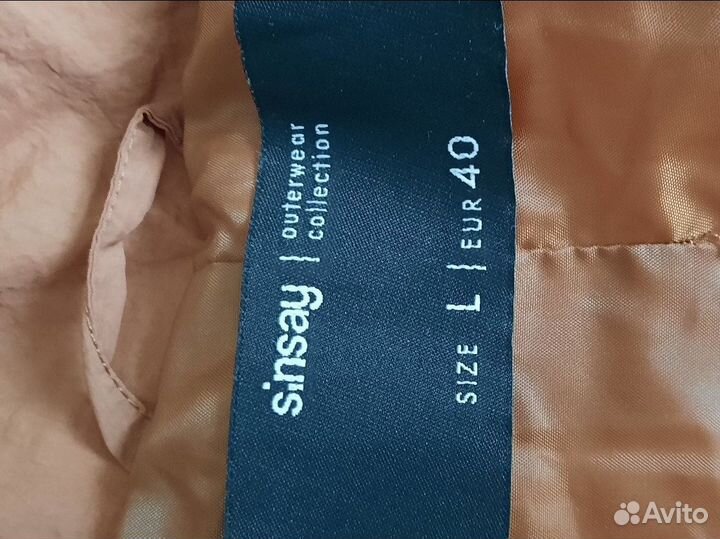 sinsay | outerwear
collection
SIZE L | EUR 40
Avito